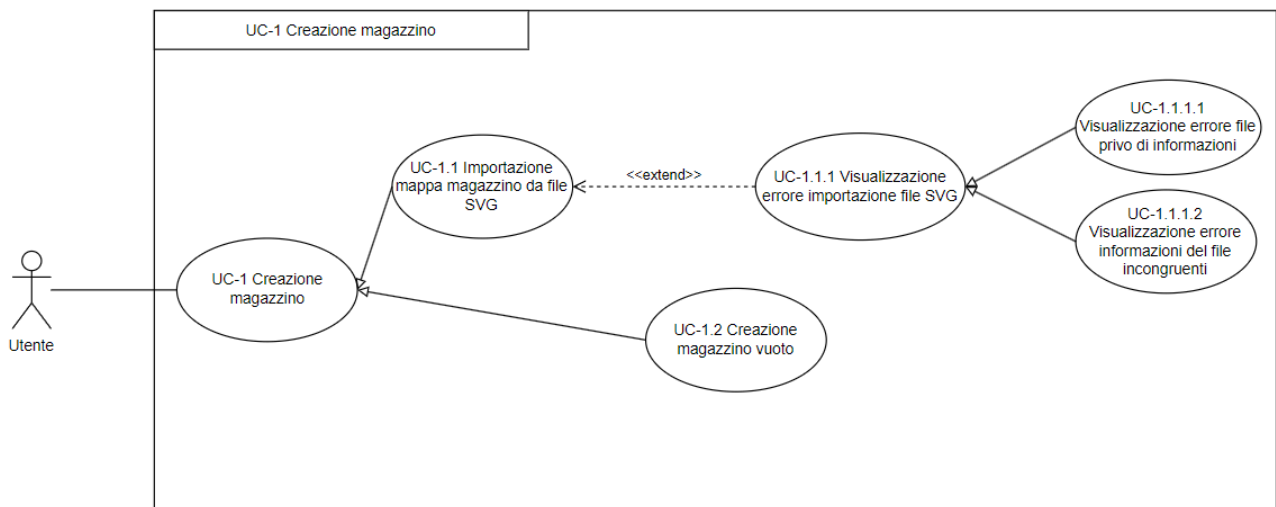 UC-1 Creazione magazzino
UC-1.1 Importazione
mappa magazzino da file
SVG
<<extend>>
UC-1.1.1 Visualizzazione
errore importazione file SVG
UC-1.1.1.1
Visualizzazione errore file
privo di informazioni
UC-1.1.1.2
Visualizzazione errore
informazioni del file
incongruenti
UC-1 Creazione
magazzino
UC-1.2 Creazione
magazzino vuoto
Utente